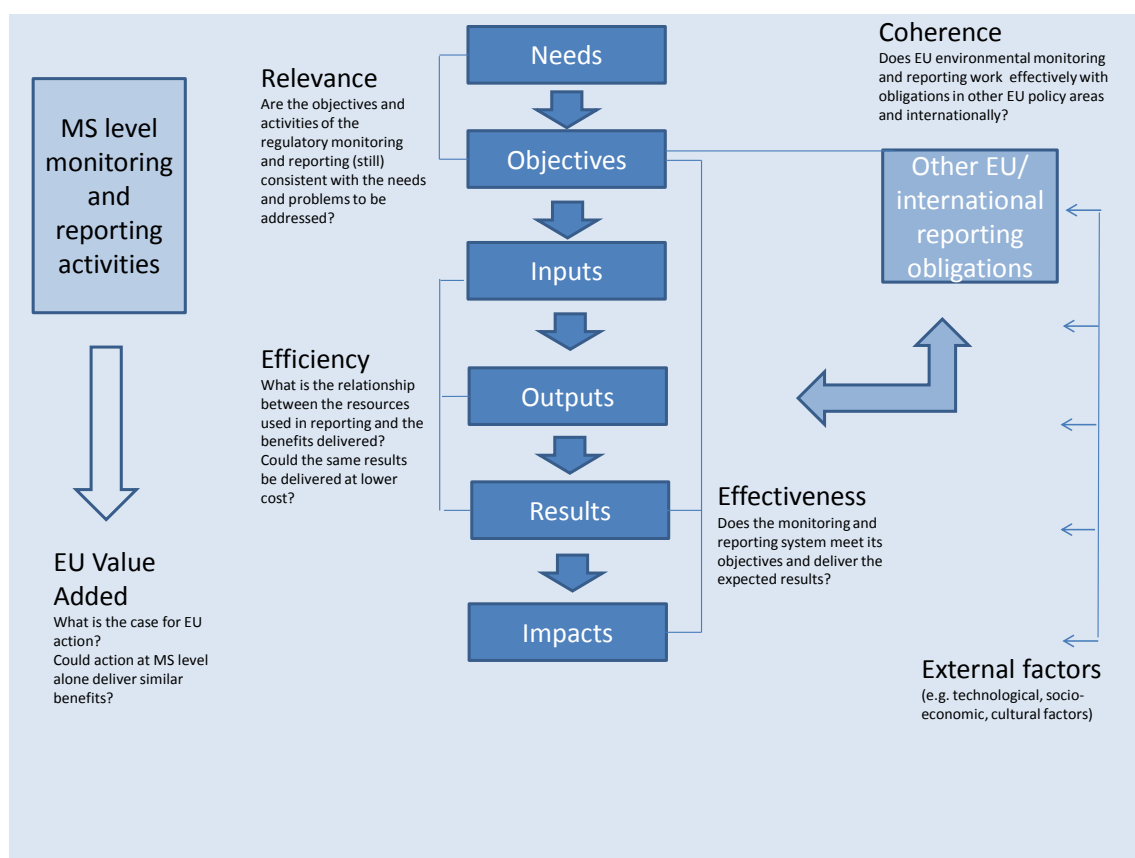 MS level
monitoring
and
reporting
activities
EU Value
Added
What is the case for EU
action?
Could action at MS level
alone deliver similar
benefits?
Relevance
Are the objectives and
activities of the
regulatory monitoring
and reporting (still)
consistent with the needs
and problems to be
addressed?
Efficiency
What is the relationship
between the resources
used in reporting and the
benefits delivered?
Could the same results
be delivered at lower
cost?
Needs
Objectives
Inputs
Outputs
Results
Impacts
Effectiveness
Does the monitoring and
reporting system meet its
objectives and deliver the
expected results?
Coherence
Does EU environmental monitoring
and reporting work effectively with
obligations in other EU policy areas
and internationally?
Other EU/
international
reporting
obligations
External factors
(e.g. technological, socio-
economic, cultural factors)